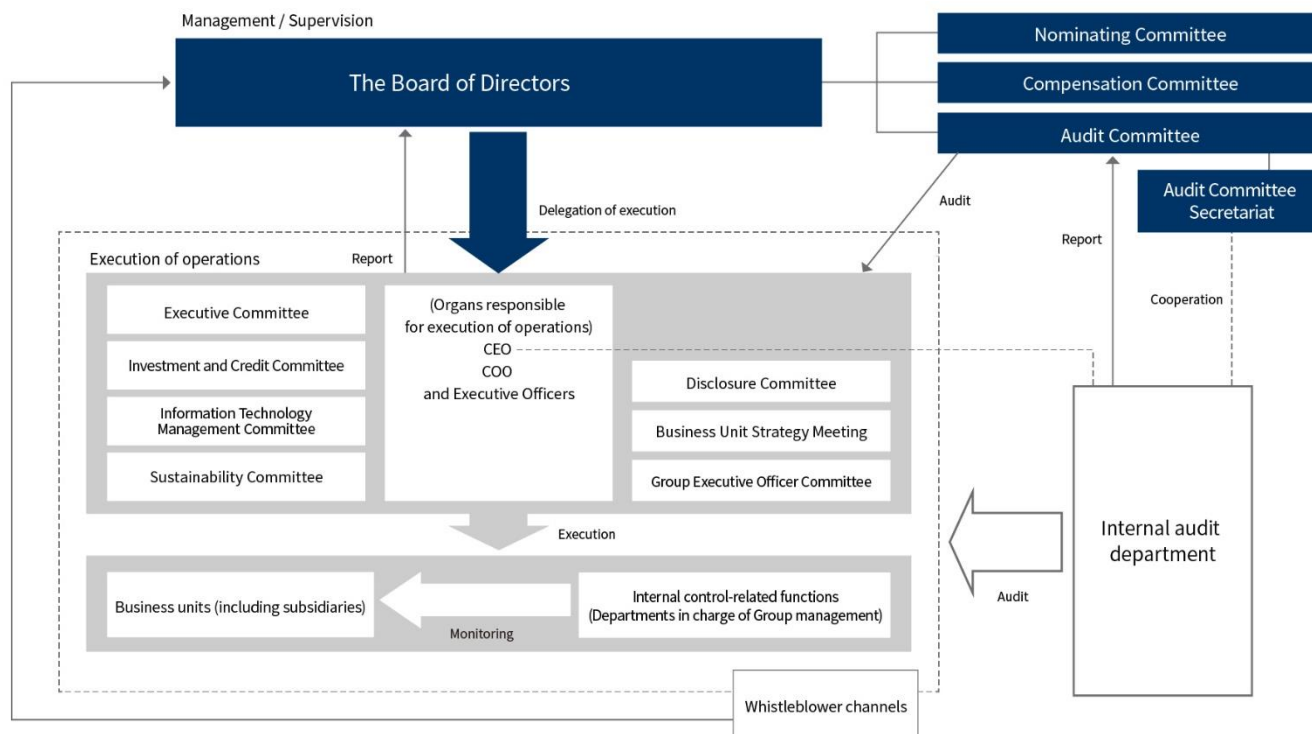 Management / Supervision
The Board of Directors
Nominating Committee
Compensation Committee
Audit Committee
Audit Committee
Secretariat
Audit
Delegation of execution
Report
Cooperation
Execution of operations
Report
Executive Committee
Investment and Credit Committee
Information Technology
Management Committee
Sustainability Committee
(Organs responsible
for execution of operations)
CEO
COO
and Executive Officers
Disclosure Committee
Business Unit Strategy Meeting
Group Executive Officer Committee
Execution
Internal audit
department
Audit
Business units (including subsidiaries)
Monitoring
Internal control-related functions
(Departments in charge of Group management)
Whistleblower channels